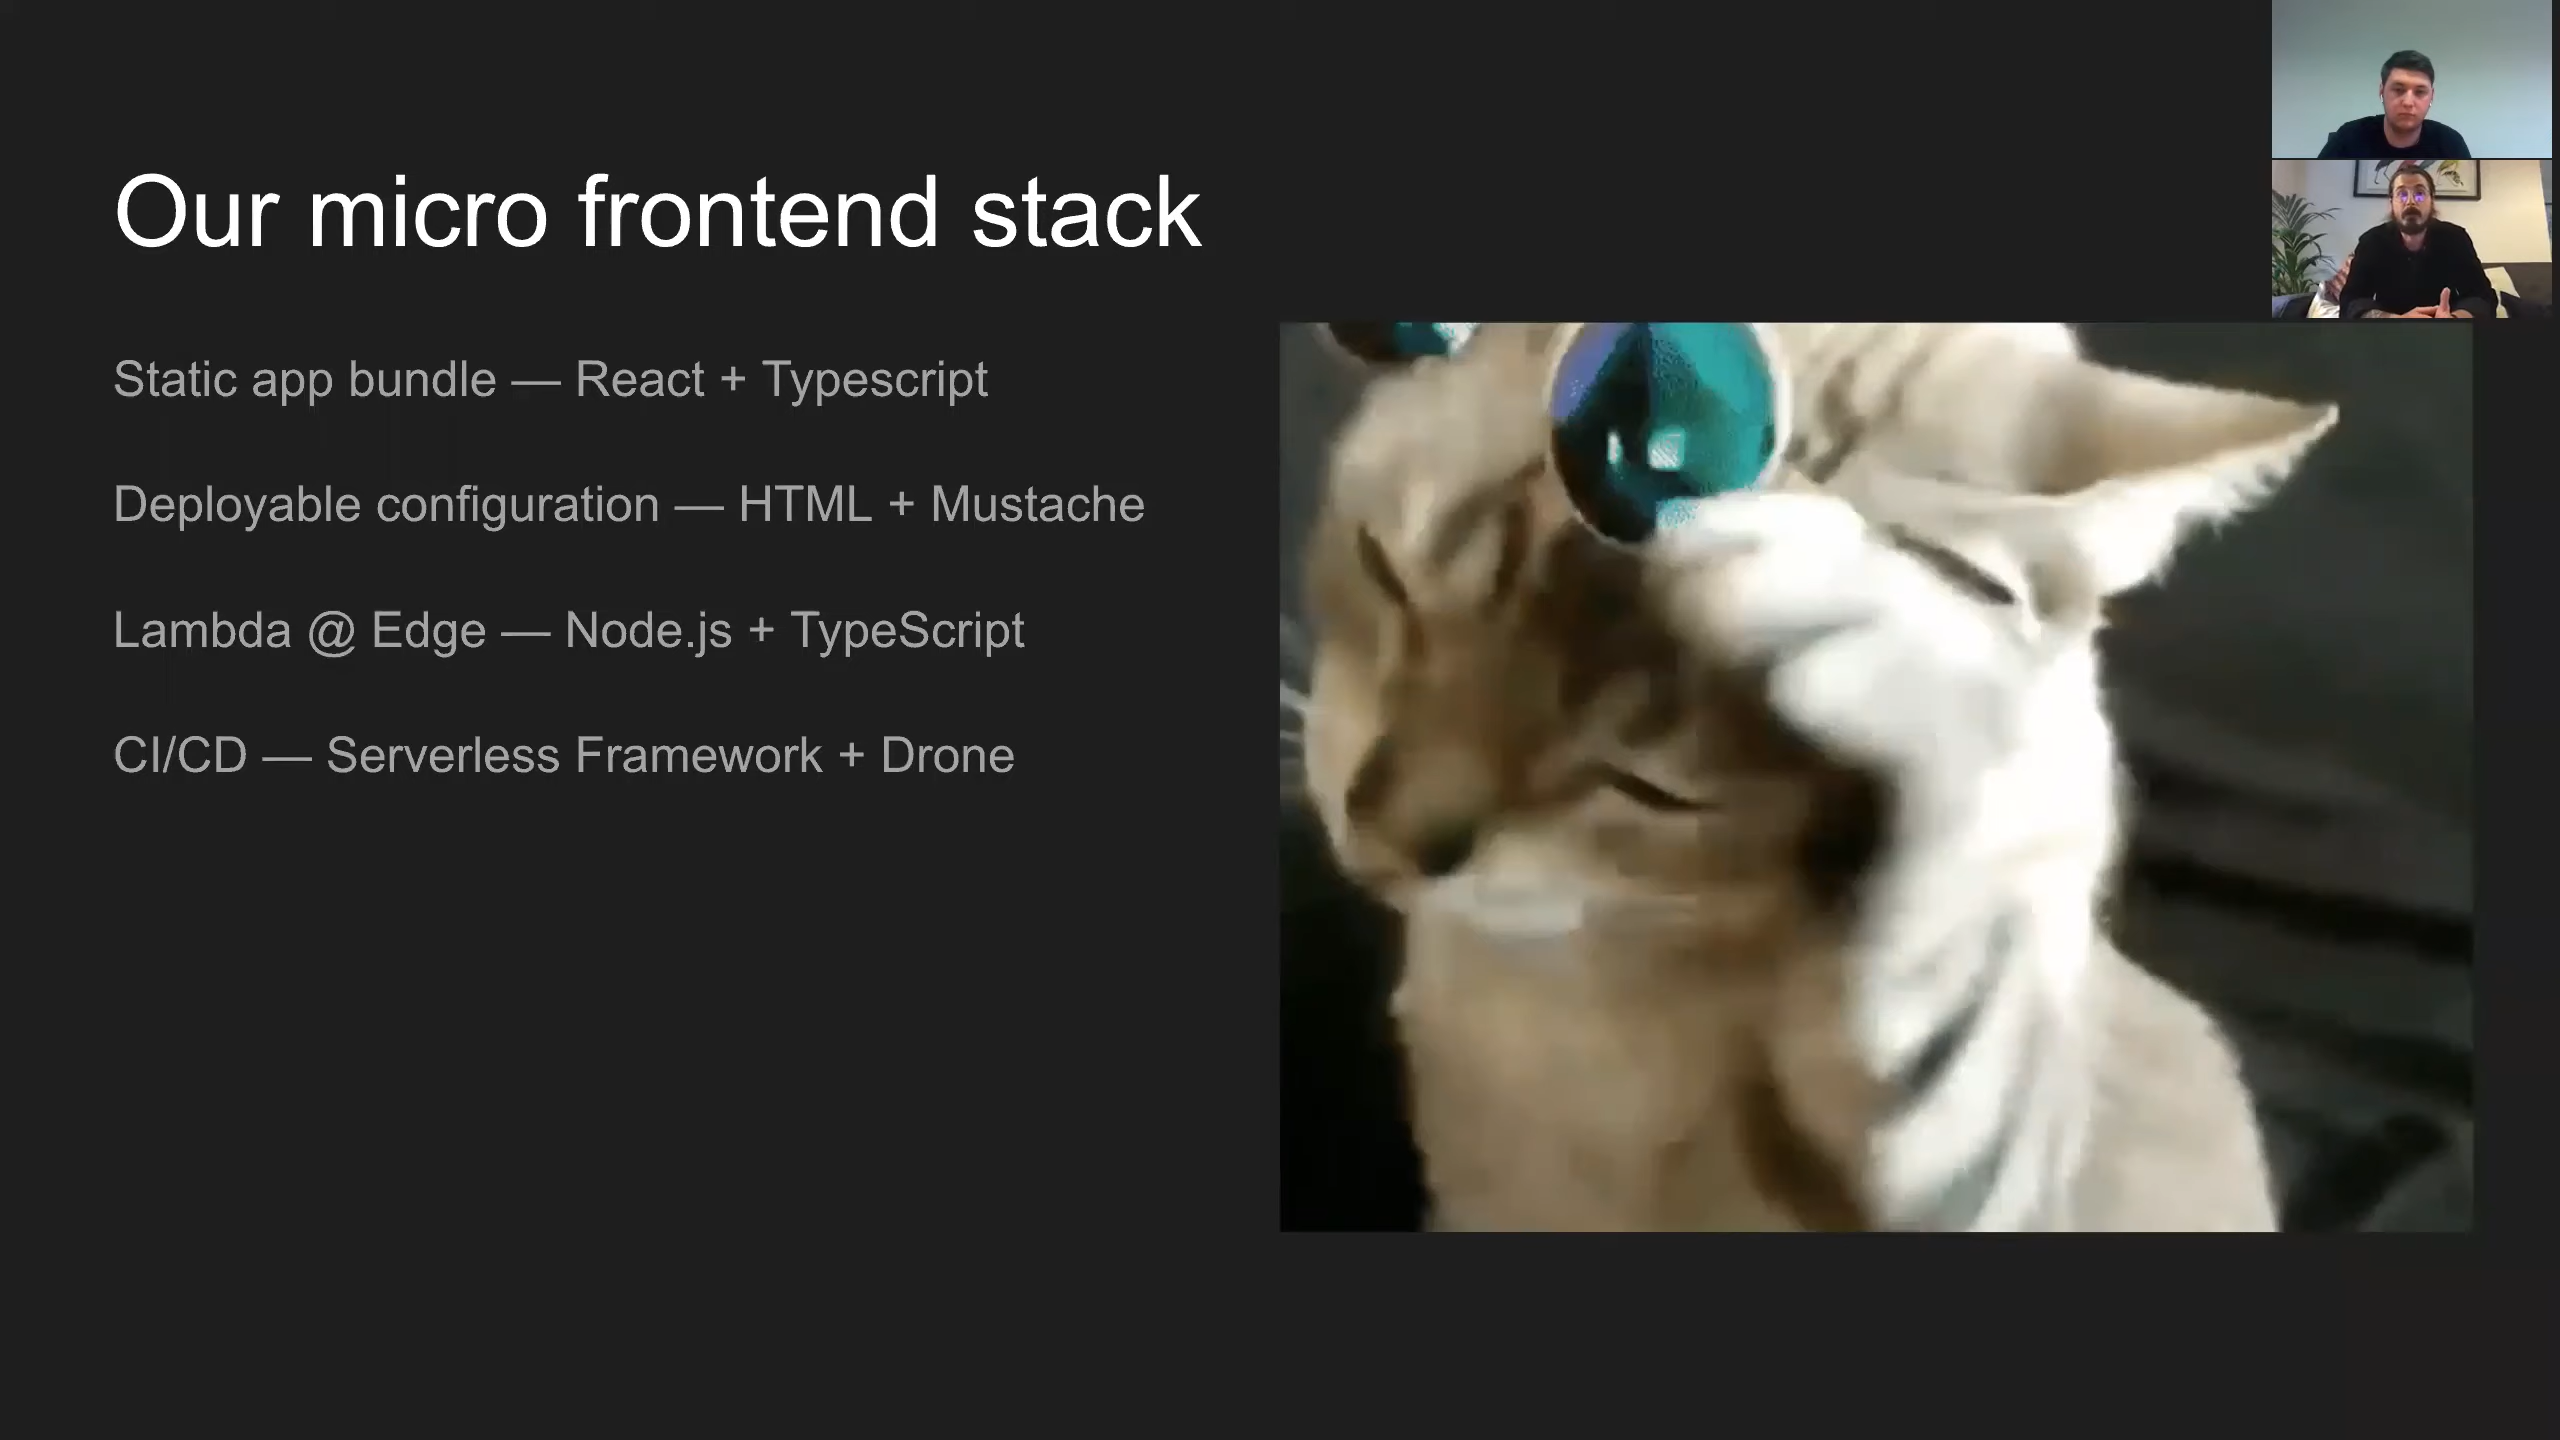 Our micro frontend stack
Static app bundle — React + Typescript
Deployable configuration — HTML + Mustache
Lambda @ Edge — Node.js + TypeScript
CI/CD — Serverless Framework + Drone